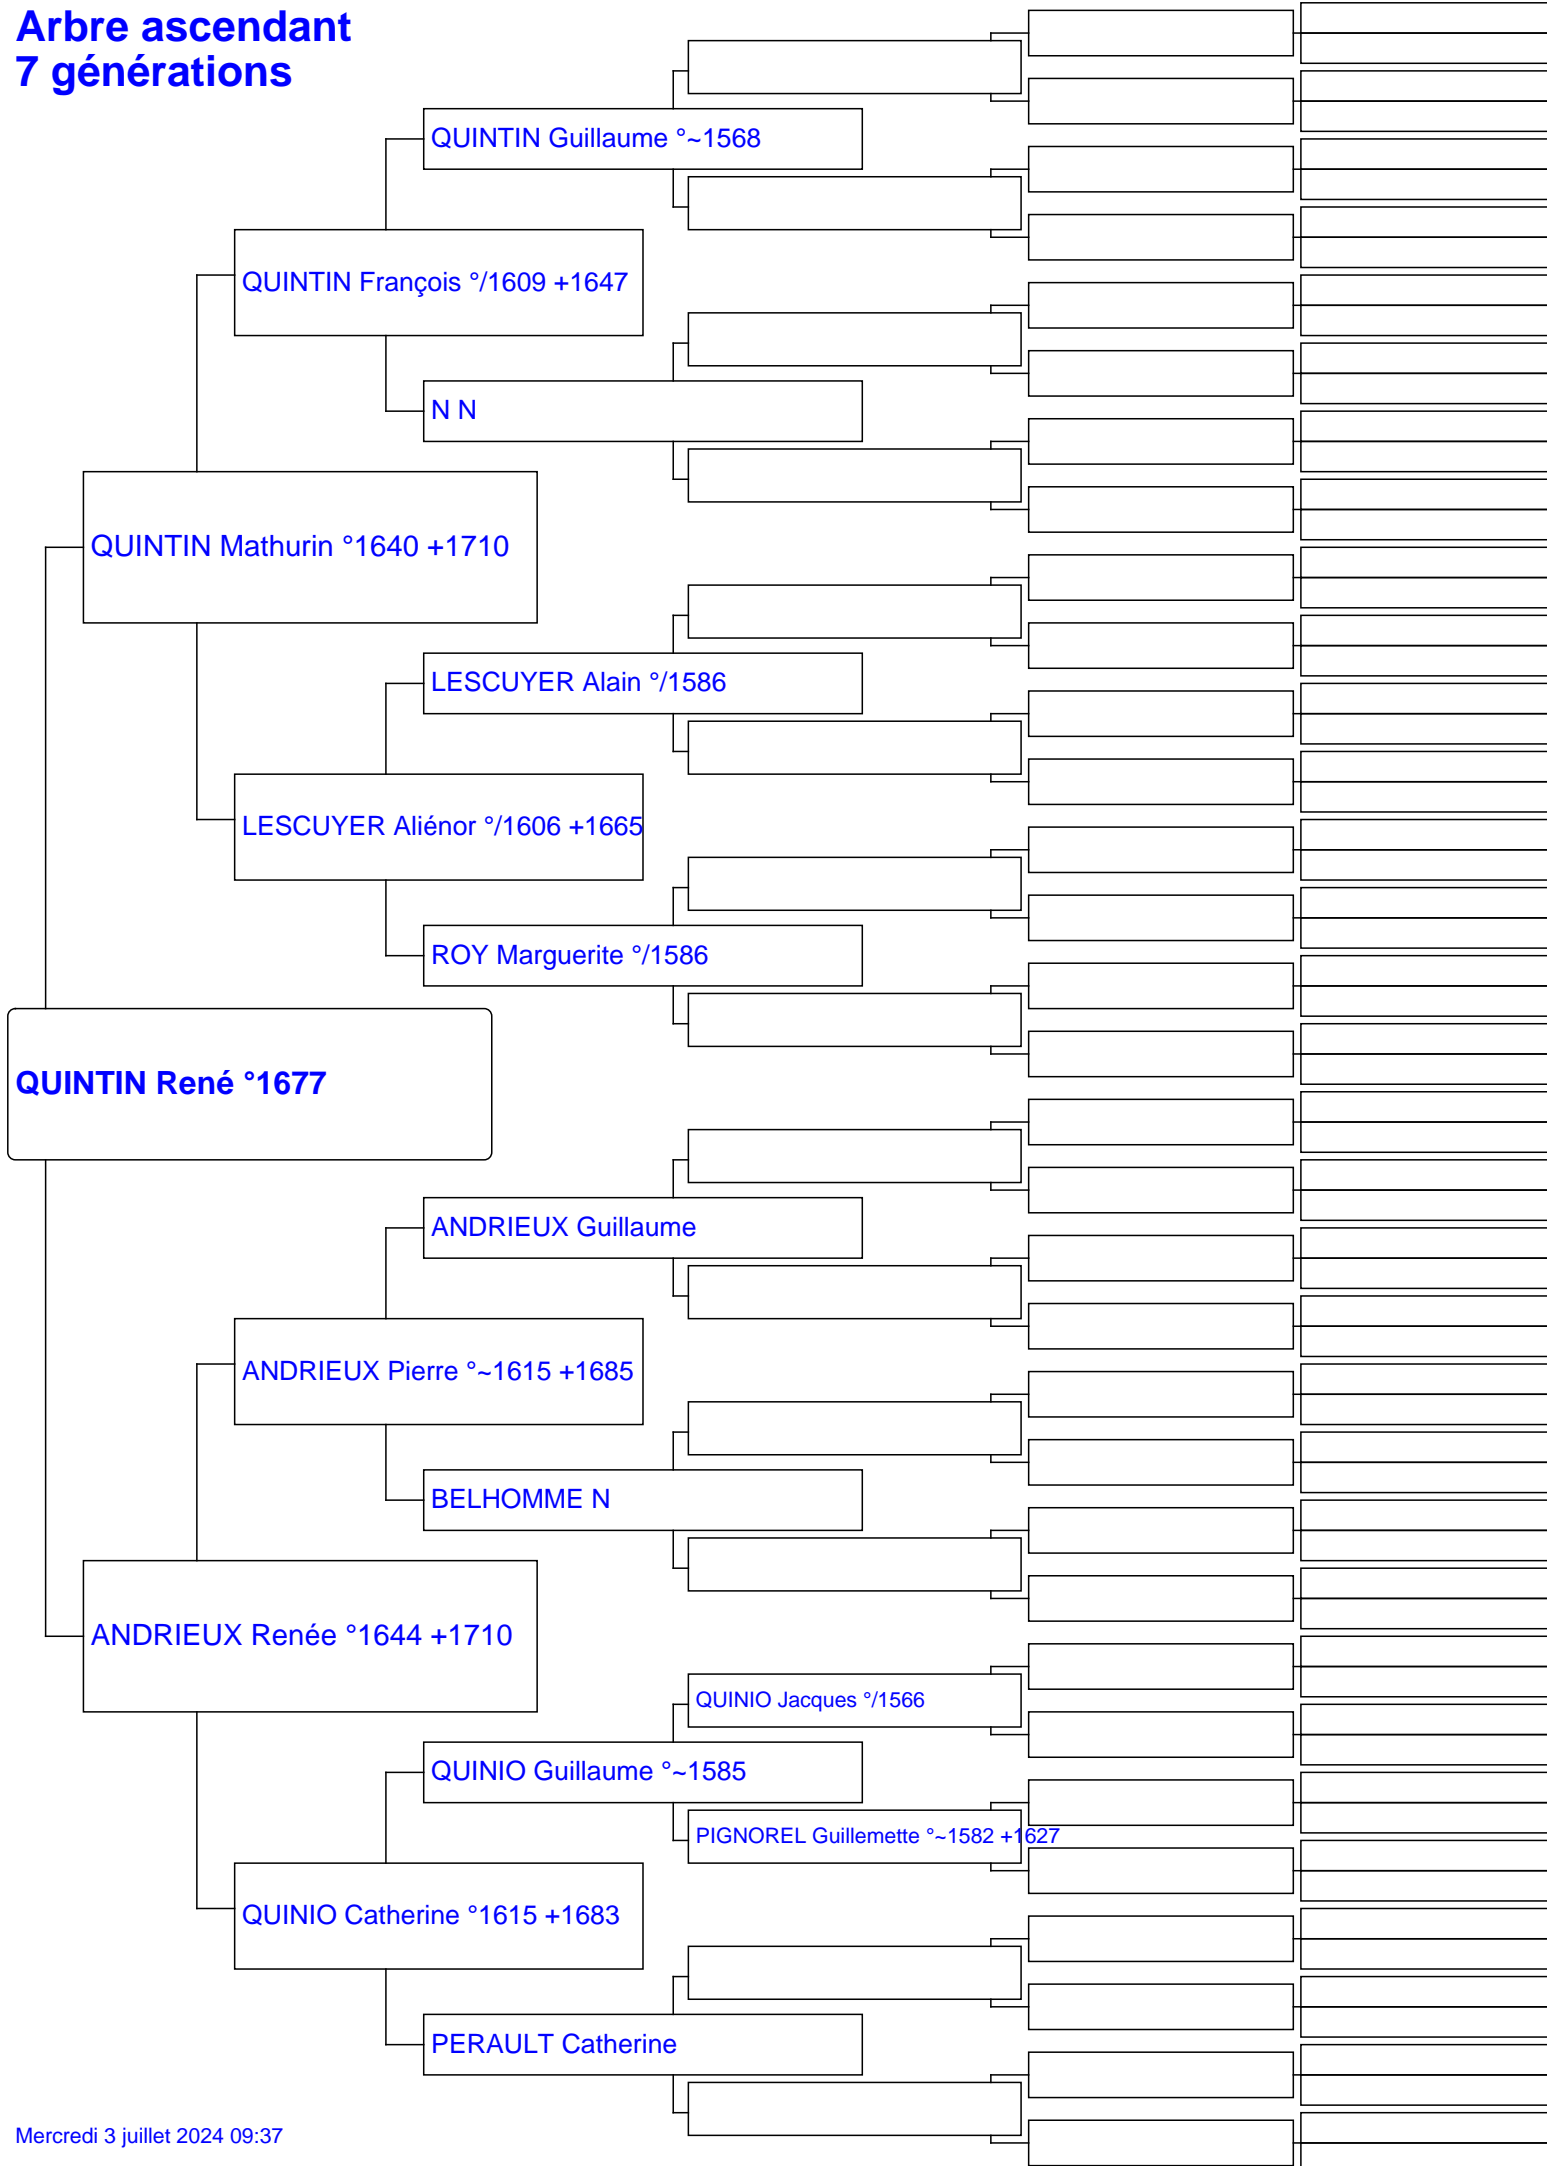 Arbre ascendant
7 générations
QUINTIN Guillaume °~1568
QUINTIN François °/1609 +1647
N N
QUINTIN Mathurin °1640 +1710
LESCUYER Alain °/1586
LESCUYER Aliénor °/1606 +1665
ROY Marguerite °/1586
QUINTIN René °1677
ANDRIEUX Guillaume
ANDRIEUX Pierre °~1615 +1685
BELHOMME N
ANDRIEUX Renée °1644 +1710
QUINIO Jacques °/1566
QUINIO Guillaume °~1585
PIGNOREL Guillemette °~1582 +1627
QUINIO Catherine °1615 +1683
PERAULT Catherine
Mercredi 3 juillet 2024 09:37